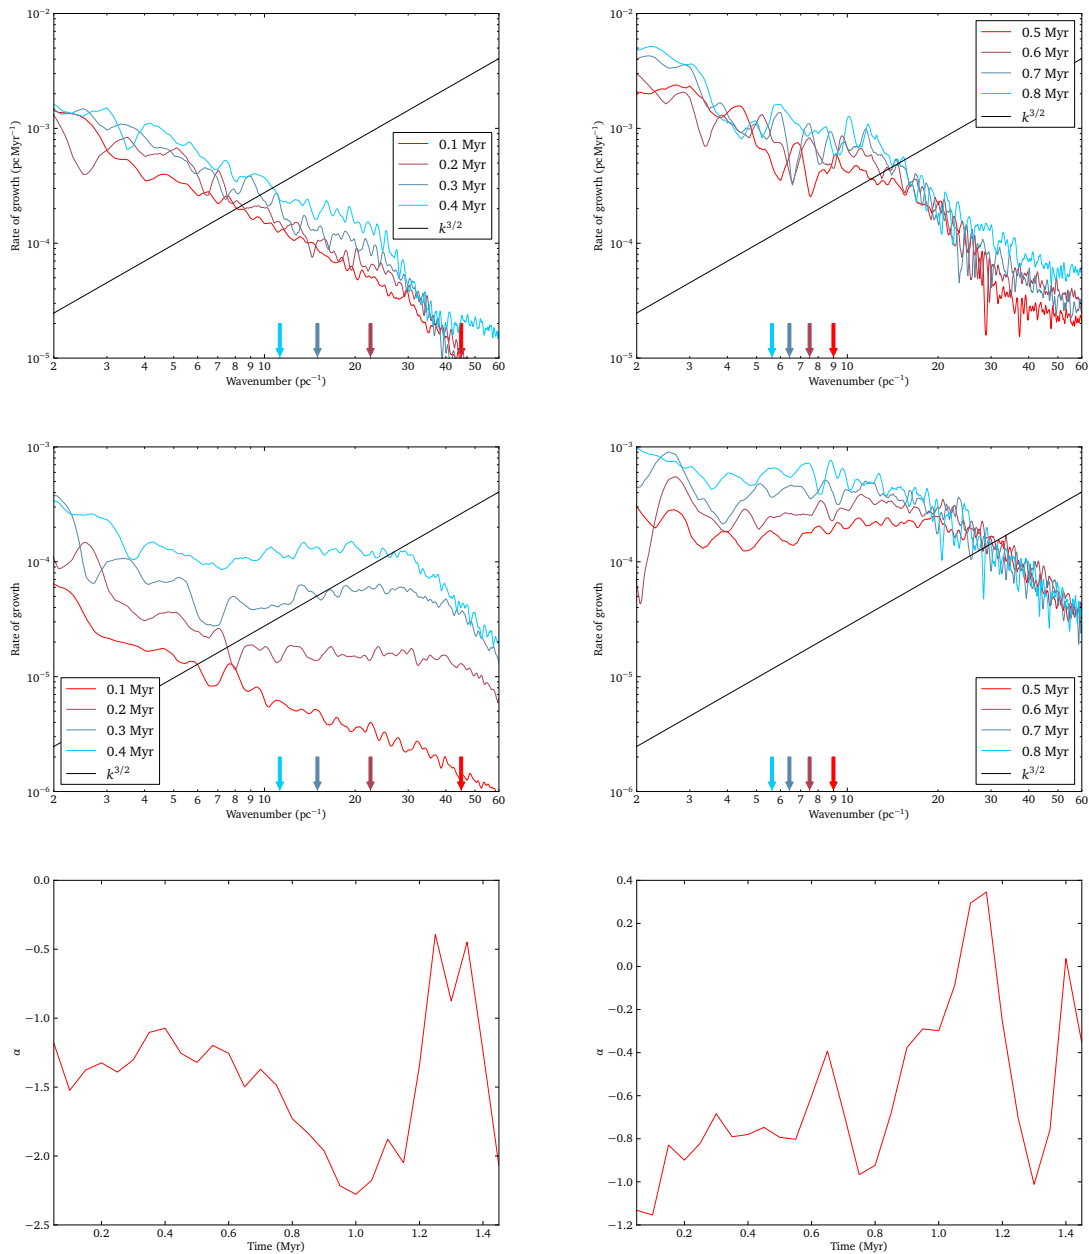 10⁻²
10⁻³
10⁻⁴
10⁻⁵
Rate of growth (pc Myr⁻¹)
0.1 Myr
0.2 Myr
0.3 Myr
0.4 Myr
k³/²
2 3 4 5 6 7 8 9 10 20 30 40 50 60
Wavenumber (pc⁻¹)
10⁻²
10⁻³
10⁻⁴
10⁻⁵
Rate of growth (pc Myr⁻¹)
0.5 Myr
0.6 Myr
0.7 Myr
0.8 Myr
k³/²
2 3 4 5 6 7 8 9 10 20 30 40 50 60
Wavenumber (pc⁻¹)
10⁻³
10⁻⁴
10⁻⁵
10⁻⁶
Rate of growth
0.1 Myr
0.2 Myr
0.3 Myr
0.4 Myr
k³/²
2 3 4 5 6 7 8 9 10 20 30 40 50 60
Wavenumber (pc⁻¹)
10⁻³
10⁻⁴
10⁻⁵
10⁻⁶
Rate of growth
0.5 Myr
0.6 Myr
0.7 Myr
0.8 Myr
k³/²
2 3 4 5 6 7 8 9 10 20 30 40 50 60
Wavenumber (pc⁻¹)
0.0
−0.5
−1.0
−1.5
−2.0
−2.5
α
0.2 0.4 0.6 0.8 1.0 1.2 1.4
Time (Myr)
0.4
0.2
0.0
−0.2
−0.4
−0.6
−0.8
−1.0
−1.2
α
0.2 0.4 0.6 0.8 1.0 1.2 1.4
Time (Myr)